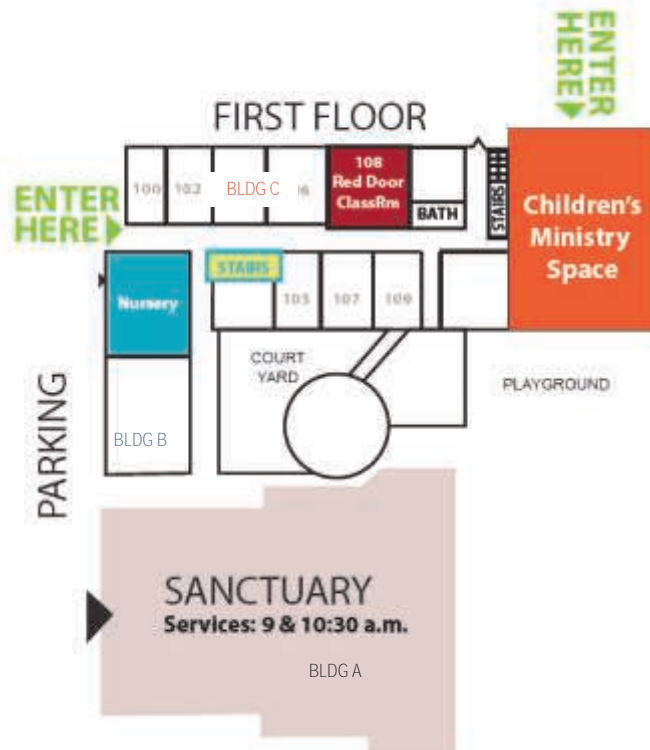 ENTER
HERE
FIRST FLOOR
100
102
BLDG C
108
Red Door
ClassRm
BATH
STAIRS
Children's
Ministry
Space
ENTER
HERE
Nursery
STAIRS
105
107
109
COURT
YARD
PLAYGROUND
PARKING
BLDG B
SANCTUARY
Services: 9 & 10:30 a.m.
BLDG A